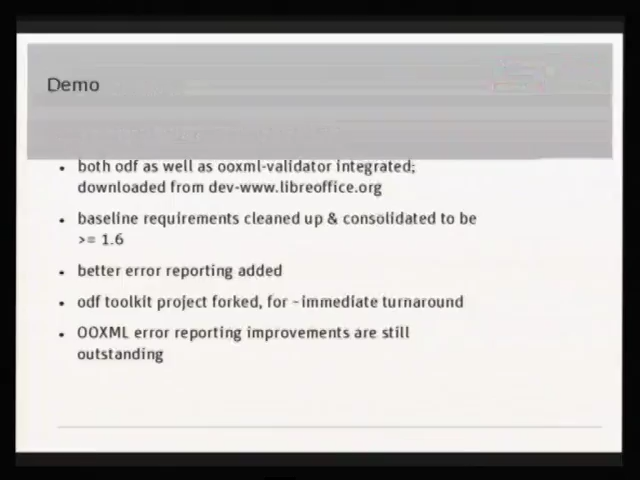 Demo
• both odf as well as ooxml-validator integrated;
downloaded from dev-www.libreoffice.org
• baseline requirements cleaned up & consolidated to be
>= 1.6
• better error reporting added
• odf toolkit project forked, for ~immediate turnaround
• OOXML error reporting improvements are still
outstanding